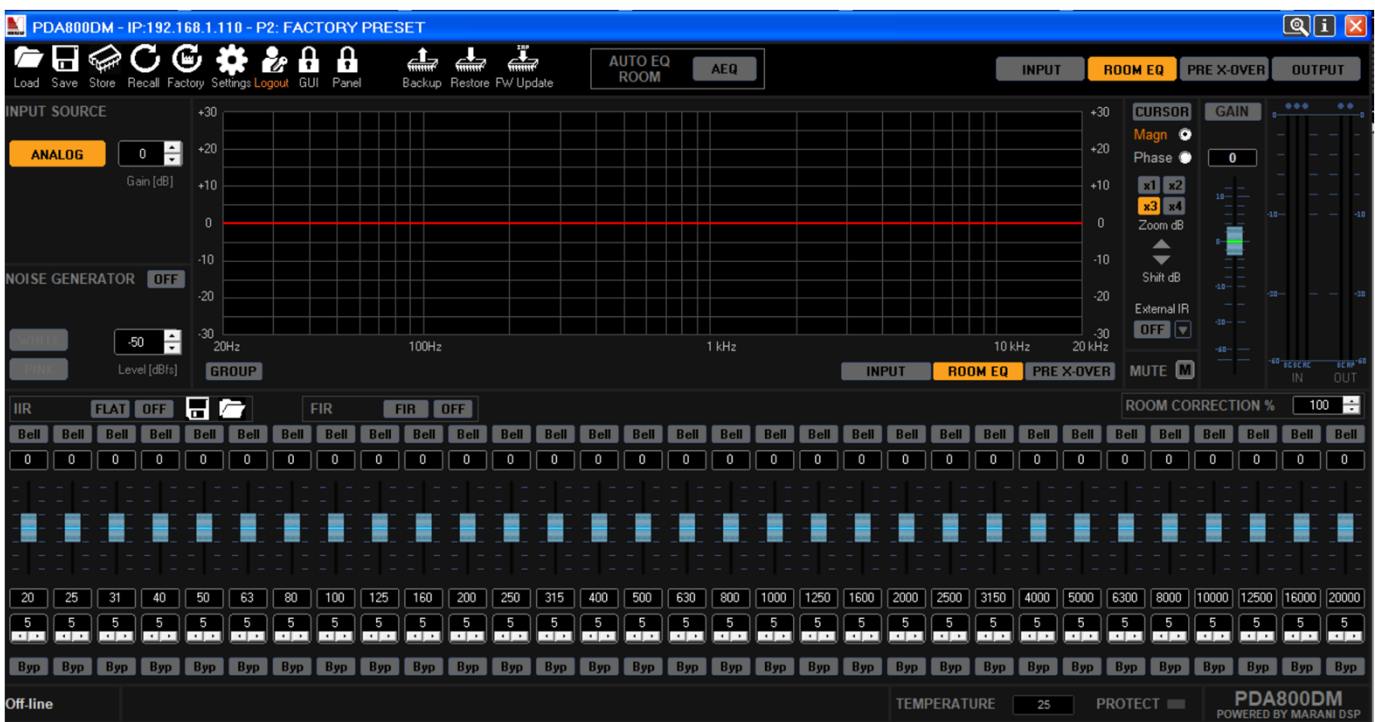 PDA800DM - IP:192.168.1.110 - P2: FACTORY PRESET
Load Save Store Recall Factory Settings Logout GUI Panel Backup Restore FW Update
AUTO EQ
ROOM
AEQ
INPUT ROOM EQ PRE X-OVER OUTPUT
INPUT SOURCE
ANALOG 0
Gain [dB]
NOISE GENERATOR OFF
WHITE -50
PINK Level [dBfs]
+30 +30
+20 +20
+10 +10
0 0
-10 -10
-20 -20
-30 -30
20Hz 100Hz 1 kHz 10 kHz 20 kHz
GROUP INPUT ROOM EQ PRE X-OVER
CURSOR
Magn
Phase
x1 x2
x3 x4
Zoom dB
Shift dB
External IR
OFF
MUTE M
GAIN
0
IN OUT
IIR FLAT OFF FIR FIR OFF ROOM CORRECTION % 100
Bell Bell Bell Bell Bell Bell Bell Bell Bell Bell Bell Bell Bell Bell Bell Bell Bell Bell Bell Bell Bell Bell Bell Bell Bell Bell Bell Bell Bell Bell Bell
0 0 0 0 0 0 0 0 0 0 0 0 0 0 0 0 0 0 0 0 0 0 0 0 0 0 0 0 0 0 0
20 25 31 40 50 63 80 100 125 160 200 250 315 400 500 630 800 1000 1250 1600 2000 2500 3150 4000 5000 6300 8000 10000 12500 16000 20000
5 5 5 5 5 5 5 5 5 5 5 5 5 5 5 5 5 5 5 5 5 5 5 5 5 5 5 5 5 5 5
Byp Byp Byp Byp Byp Byp Byp Byp Byp Byp Byp Byp Byp Byp Byp Byp Byp Byp Byp Byp Byp Byp Byp Byp Byp Byp Byp Byp Byp Byp Byp
Off-line TEMPERATURE 25 PROTECT PDA800DM
POWERED BY MARANI DSP